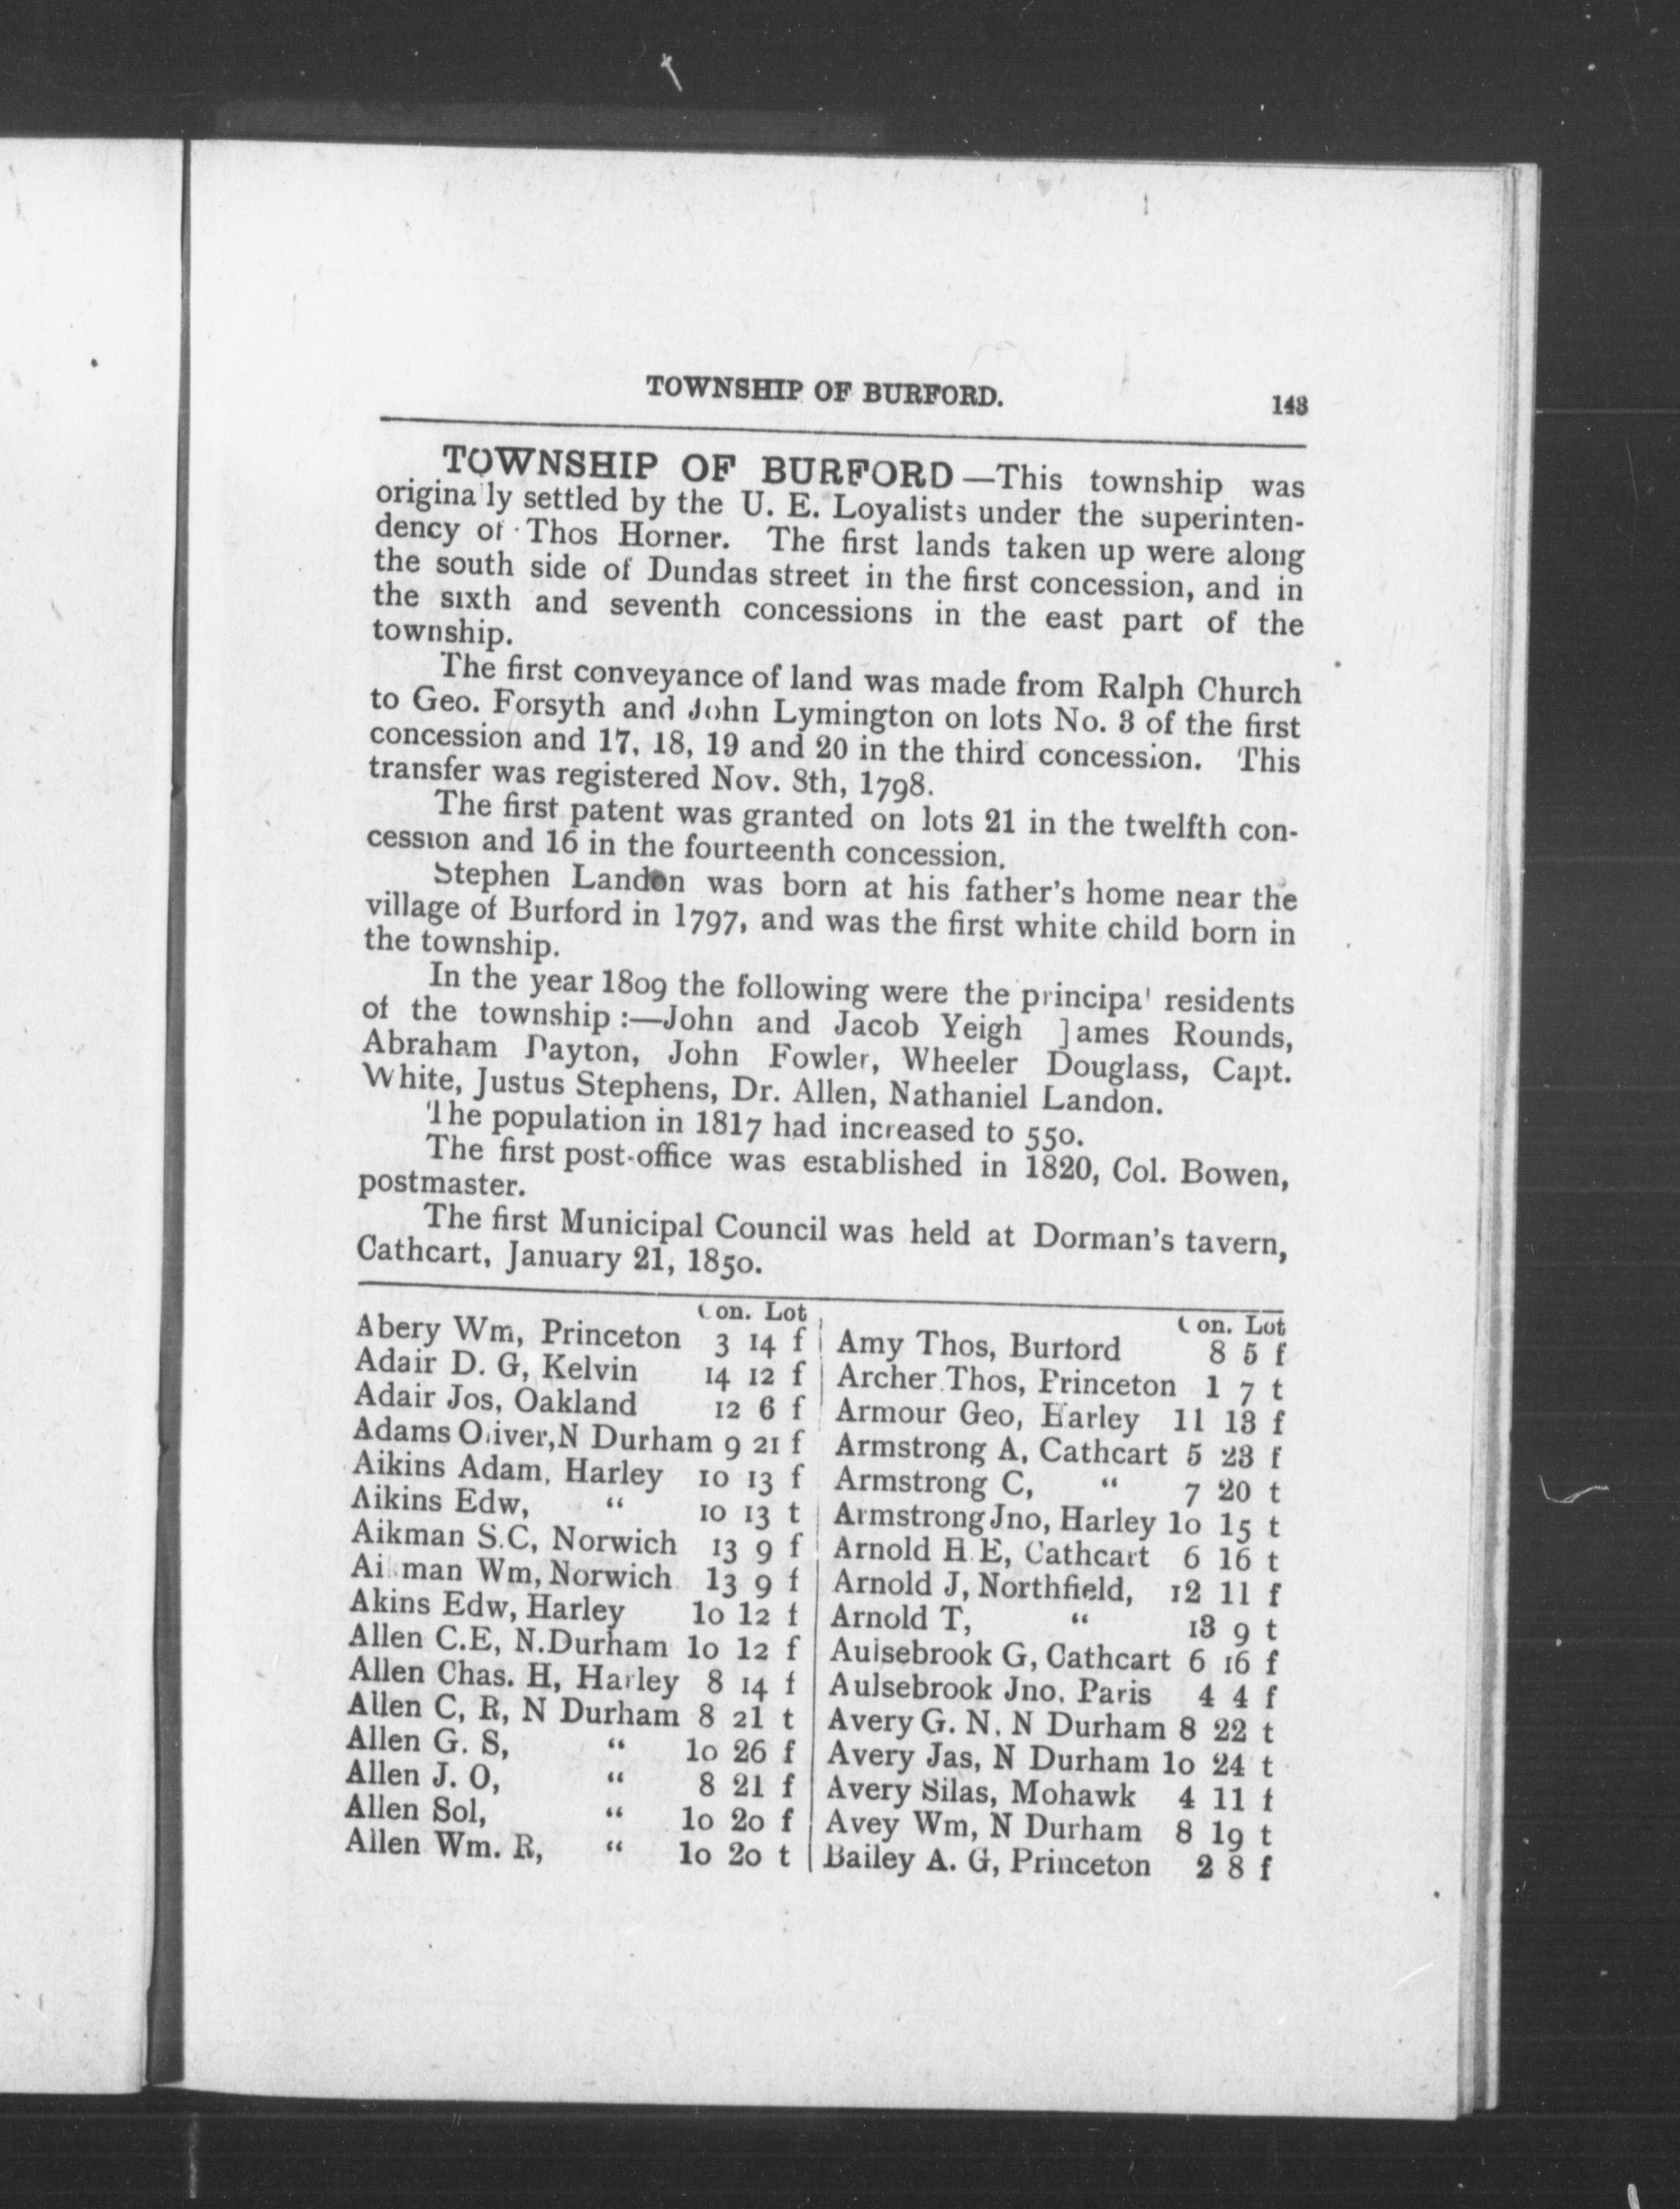 TOWNSHIP OF BURFORD.
143
TOWNSHIP OF BURFORD—This township was
originally settled by the U. E. Loyalists under the superinten-
dency of Thos Horner. The first lands taken up were along
the south side of Dundas street in the first concession, and in
the sixth and seventh concessions in the east part of the
township.
The first conveyance of land was made from Ralph Church
to Geo. Forsyth and John Lymington on lots No. 3 of the first
concession and 17, 18, 19 and 20 in the third concession. This
transfer was registered Nov. 8th, 1798.
The first patent was granted on lots 21 in the twelfth con-
cession and 16 in the fourteenth concession.
Stephen Landon was born at his father's home near the
village of Burford in 1797, and was the first white child born in
the township.
In the year 1809 the following were the principal residents
of the township :—John and Jacob Yeigh James Rounds,
Abraham Dayton, John Fowler, Wheeler Douglass, Capt.
White, Justus Stephens, Dr. Allen, Nathaniel Landon.
The population in 1817 had increased to 550.
The first post-office was established in 1820, Col. Bowen,
postmaster.
The first Municipal Council was held at Dorman's tavern,
Cathcart, January 21, 1850.
Con. Lot
Abery Wm, Princeton 3 14 f
Adair D. G, Kelvin 14 12 f
Adair Jos, Oakland 12 6 f
Adams Oliver, N Durham 9 21 f
Aikins Adam, Harley 10 13 f
Aikins Edw, " 10 13 t
Aikman S.C, Norwich 13 9 f
Aikman Wm, Norwich 13 9 f
Akins Edw, Harley 10 12 f
Allen C.E, N.Durham 10 12 f
Allen Chas. H, Harley 8 14 f
Allen C, R, N Durham 8 21 t
Allen G. S, " 10 26 f
Allen J. O, " 8 21 f
Allen Sol, " 10 20 f
Allen Wm. R, " 10 20 t
Con. Lot
Amy Thos, Burford 8 5 f
Archer Thos, Princeton 1 7 t
Armour Geo, Harley 11 13 f
Armstrong A, Cathcart 5 23 f
Armstrong C, " 7 20 t
Armstrong Jno, Harley 10 15 t
Arnold H E, Cathcart 6 16 t
Arnold J, Northfield, 12 11 f
Arnold T, " 13 9 t
Aulsebrook G, Cathcart 6 16 f
Aulsebrook Jno, Paris 4 4 f
Avery G. N, N Durham 8 22 t
Avery Jas, N Durham 10 24 t
Avery Silas, Mohawk 4 11 f
Avey Wm, N Durham 8 19 t
Bailey A. G, Princeton 2 8 f